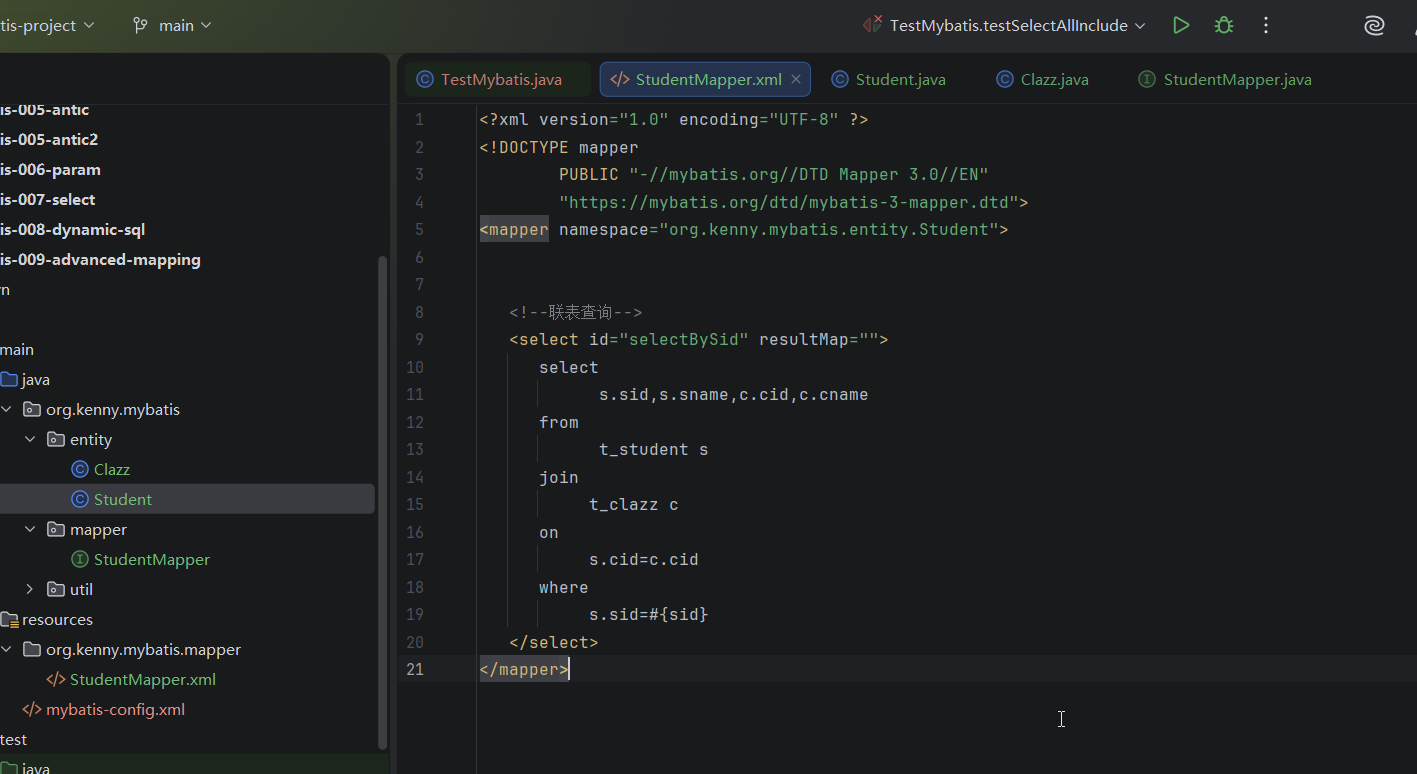 tis-project
main
TestMybatis.testSelectAllInclude
TestMybatis.java
StudentMapper.xml
Student.java
Clazz.java
StudentMapper.java
is-005-antic
is-005-antic2
is-006-param
is-007-select
is-008-dynamic-sql
is-009-advanced-mapping
n
main
java
org.kenny.mybatis
entity
Clazz
Student
mapper
StudentMapper
util
resources
org.kenny.mybatis.mapper
StudentMapper.xml
mybatis-config.xml
test
java
1 <?xml version="1.0" encoding="UTF-8" ?>
2 <!DOCTYPE mapper
3 PUBLIC "-//mybatis.org//DTD Mapper 3.0//EN"
4 "https://mybatis.org/dtd/mybatis-3-mapper.dtd">
5 <mapper namespace="org.kenny.mybatis.entity.Student">
6
7
8 <!--联表查询-->
9 <select id="selectBySid" resultMap="">
10 select
11 s.sid,s.sname,c.cid,c.cname
12 from
13 t_student s
14 join
15 t_clazz c
16 on
17 s.cid=c.cid
18 where
19 s.sid=#{sid}
20 </select>
21 </mapper>